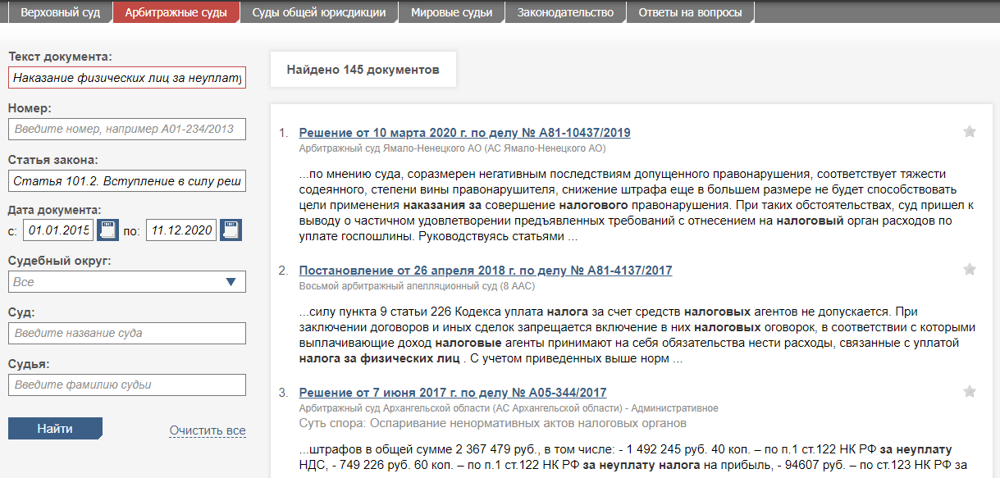 Верховный суд Арбитражные суды Суды общей юрисдикции Мировые судьи Законодательство Ответы на вопросы
Текст документа:
Наказание физических лиц за неуплату
Номер:
Введите номер, например А01-234/2013
Статья закона:
Статья 101.2. Вступление в силу реш
Дата документа:
с: 01.01.2015 по: 11.12.2020
Судебный округ:
Все
Суд:
Введите название суда
Судья:
Введите фамилию судьи
Найти Очистить все
Найдено 145 документов
1. Решение от 10 марта 2020 г. по делу № А81-10437/2019
Арбитражный суд Ямало-Ненецкого АО (АС Ямало-Ненецкого АО)
...по мнению суда, соразмерен негативным последствиям допущенного правонарушения, соответствует тяжести
содеянного, степени вины правонарушителя, снижение штрафа еще в большем размере не будет способствовать
цели применения наказания за совершение налогового правонарушения. При таких обстоятельствах, суд пришел к
выводу о частичном удовлетворении предъявленных требований с отнесением на налоговый орган расходов по
уплате госпошлины. Руководствуясь статьями ...
2. Постановление от 26 апреля 2018 г. по делу № А81-4137/2017
Восьмой арбитражный апелляционный суд (8 ААС)
...силу пункта 9 статьи 226 Кодекса уплата налога за счет средств налоговых агентов не допускается. При
заключении договоров и иных сделок запрещается включение в них налоговых оговорок, в соответствии с которыми
выплачивающие доход налоговые агенты принимают на себя обязательства нести расходы, связанные с уплатой
налога за физических лиц . С учетом приведенных выше норм ...
3. Решение от 7 июня 2017 г. по делу № А05-344/2017
Арбитражный суд Архангельской области (АС Архангельской области) - Административное
Суть спора: Оспаривание ненормативных актов налоговых органов
...штрафов в общей сумме 2 367 479 руб., в том числе: - 1 492 245 руб. 40 коп. – по п.1 ст.122 НК РФ за неуплату
НДС, - 749 226 руб. 60 коп. – по п.1 ст.122 НК РФ за неуплату налога на прибыль, - 94607 руб. – по ст.123 НК РФ за